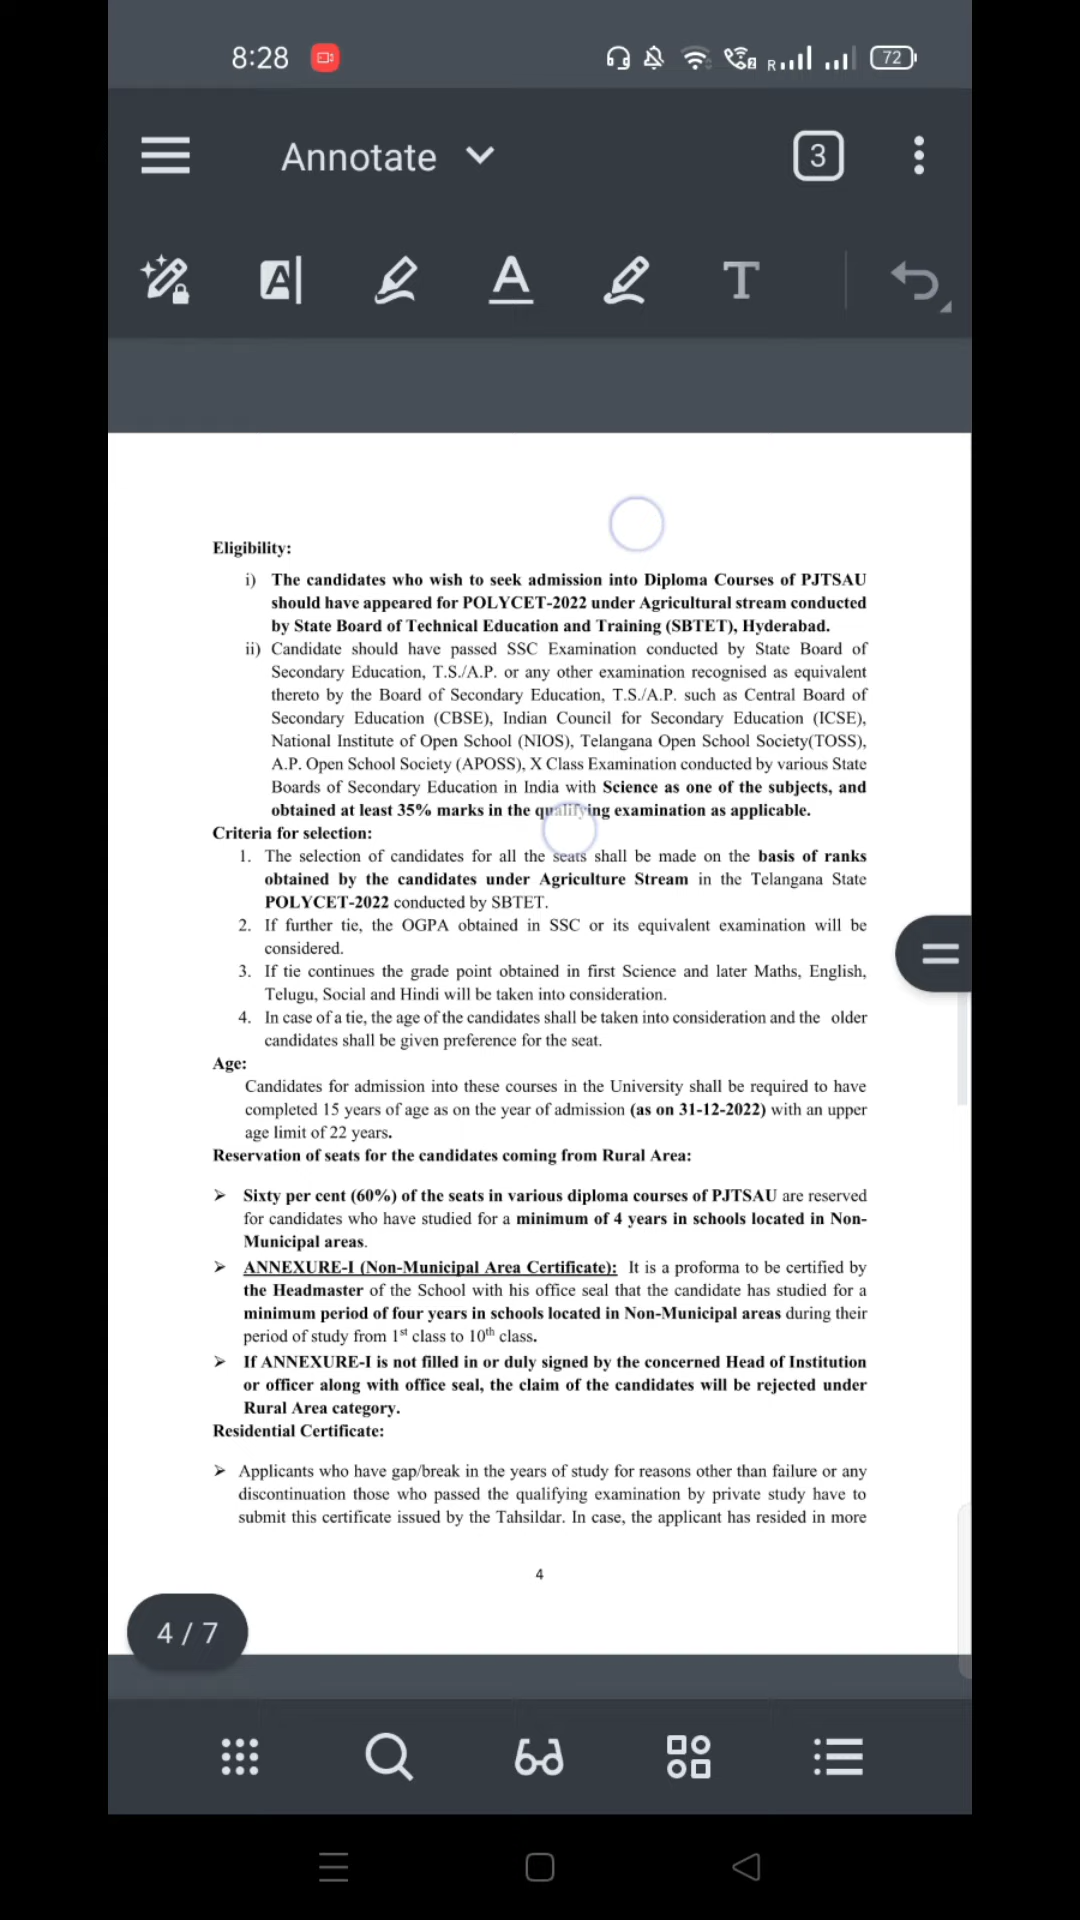 8:28
R
72
Annotate
3
A
A
T
Eligibility:
i) The candidates who wish to seek admission into Diploma Courses of PJTSAU
should have appeared for POLYCET-2022 under Agricultural stream conducted
by State Board of Technical Education and Training (SBTET), Hyderabad.
ii) Candidate should have passed SSC Examination conducted by State Board of
Secondary Education, T.S./A.P. or any other examination recognised as equivalent
thereto by the Board of Secondary Education, T.S./A.P. such as Central Board of
Secondary Education (CBSE), Indian Council for Secondary Education (ICSE),
National Institute of Open School (NIOS), Telangana Open School Society(TOSS),
A.P. Open School Society (APOSS), X Class Examination conducted by various State
Boards of Secondary Education in India with Science as one of the subjects, and
obtained at least 35% marks in the qualifying examination as applicable.
Criteria for selection:
1. The selection of candidates for all the seats shall be made on the basis of ranks
obtained by the candidates under Agriculture Stream in the Telangana State
POLYCET-2022 conducted by SBTET.
2. If further tie, the OGPA obtained in SSC or its equivalent examination will be
considered.
3. If tie continues the grade point obtained in first Science and later Maths, English,
Telugu, Social and Hindi will be taken into consideration.
4. In case of a tie, the age of the candidates shall be taken into consideration and the older
candidates shall be given preference for the seat.
Age:
Candidates for admission into these courses in the University shall be required to have
completed 15 years of age as on the year of admission (as on 31-12-2022) with an upper
age limit of 22 years.
Reservation of seats for the candidates coming from Rural Area:
➢ Sixty per cent (60%) of the seats in various diploma courses of PJTSAU are reserved
for candidates who have studied for a minimum of 4 years in schools located in Non-
Municipal areas.
➢ ANNEXURE-I (Non-Municipal Area Certificate): It is a proforma to be certified by
the Headmaster of the School with his office seal that the candidate has studied for a
minimum period of four years in schools located in Non-Municipal areas during their
period of study from 1st class to 10th class.
➢ If ANNEXURE-I is not filled in or duly signed by the concerned Head of Institution
or officer along with office seal, the claim of the candidates will be rejected under
Rural Area category.
Residential Certificate:
➢ Applicants who have gap/break in the years of study for reasons other than failure or any
discontinuation those who passed the qualifying examination by private study have to
submit this certificate issued by the Tahsildar. In case, the applicant has resided in more
4
4 / 7